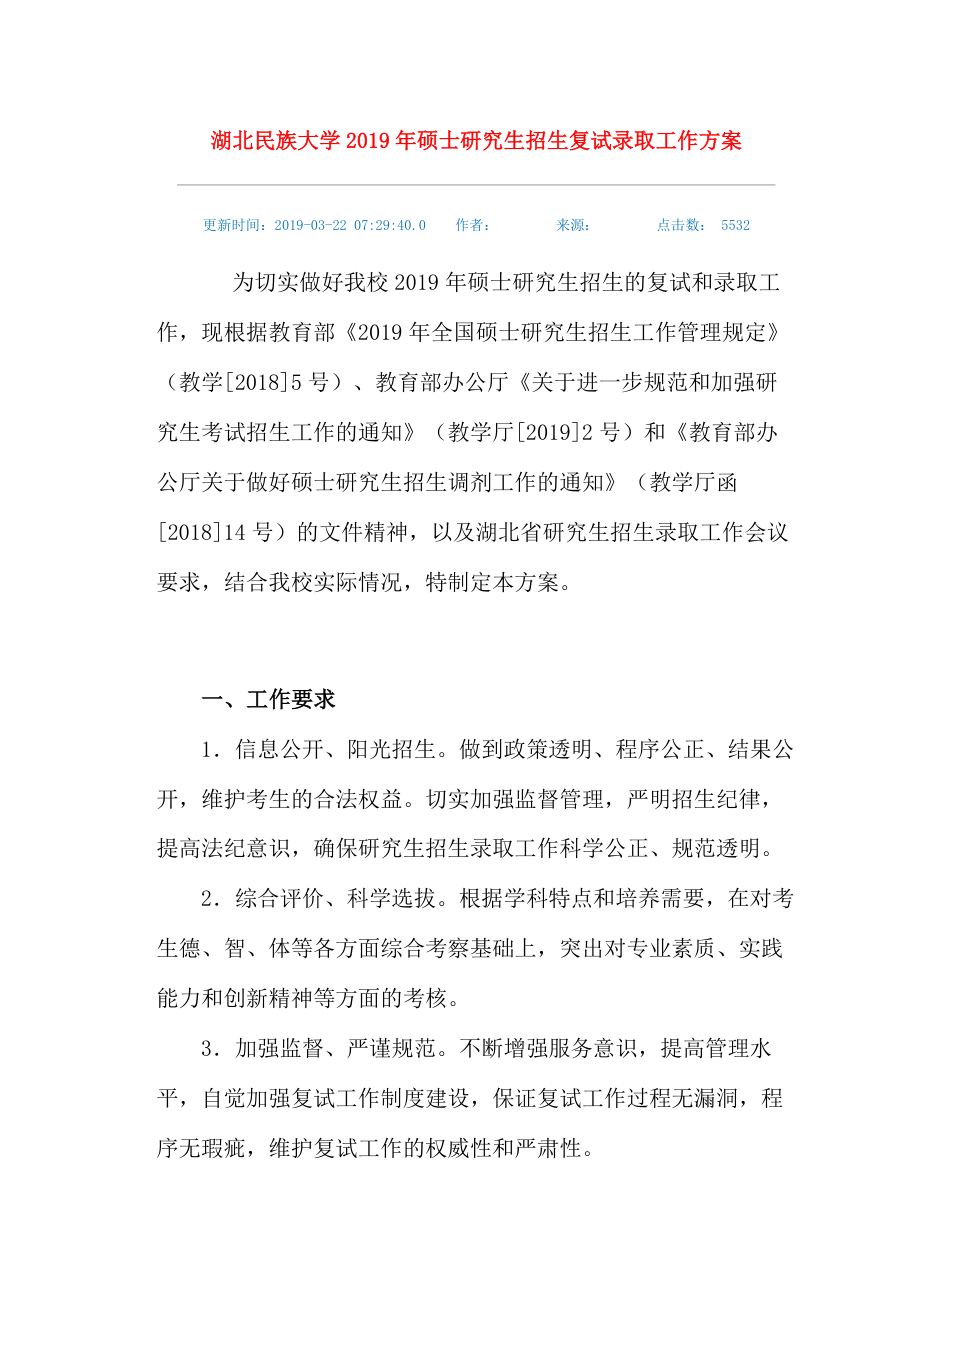 湖北民族大学 2019 年硕士研究生招生复试录取工作方案
更新时间：2019-03-22 07:29:40.0 作者： 来源： 点击数： 5532
为切实做好我校 2019 年硕士研究生招生的复试和录取工
作，现根据教育部《2019 年全国硕士研究生招生工作管理规定》
（教学[2018]5 号）、教育部办公厅《关于进一步规范和加强研
究生考试招生工作的通知》（教学厅[2019]2 号）和《教育部办
公厅关于做好硕士研究生招生调剂工作的通知》（教学厅函
[2018]14 号）的文件精神，以及湖北省研究生招生录取工作会议
要求，结合我校实际情况，特制定本方案。
一、工作要求
1．信息公开、阳光招生。做到政策透明、程序公正、结果公
开，维护考生的合法权益。切实加强监督管理，严明招生纪律，
提高法纪意识，确保研究生招生录取工作科学公正、规范透明。
2．综合评价、科学选拔。根据学科特点和培养需要，在对考
生德、智、体等各方面综合考察基础上，突出对专业素质、实践
能力和创新精神等方面的考核。
3．加强监督、严谨规范。不断增强服务意识，提高管理水
平，自觉加强复试工作制度建设，保证复试工作过程无漏洞，程
序无瑕疵，维护复试工作的权威性和严肃性。